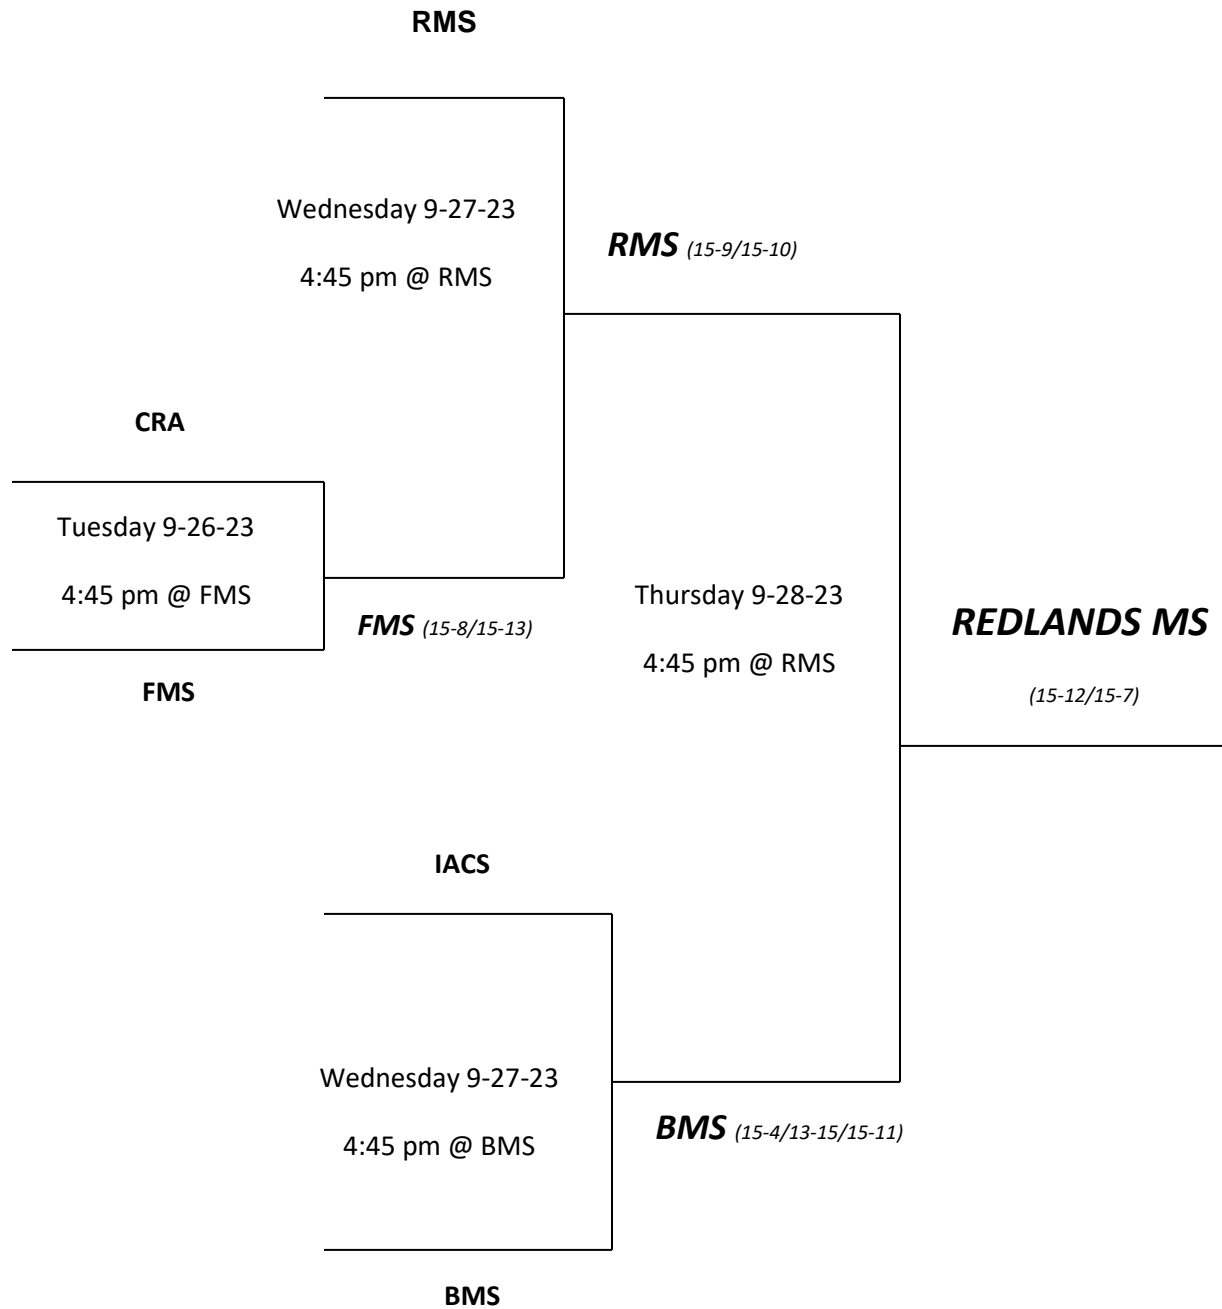 RMS
Wednesday 9-27-23
4:45 pm @ RMS
RMS (15-9/15-10)
CRA
Tuesday 9-26-23
4:45 pm @ FMS
FMS (15-8/15-13)
FMS
Thursday 9-28-23
4:45 pm @ RMS
REDLANDS MS
(15-12/15-7)
IACS
Wednesday 9-27-23
4:45 pm @ BMS
BMS (15-4/13-15/15-11)
BMS